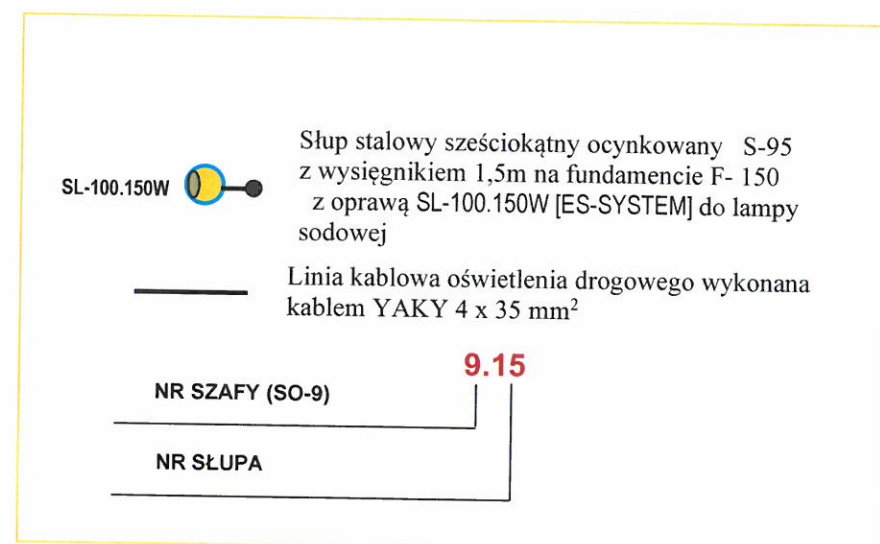 SL-100.150W
Słup stalowy sześciokątny ocynkowany S-95
z wysięgnikiem 1,5m na fundamencie F- 150
z oprawą SL-100.150W [ES-SYSTEM] do lampy
sodowej
Linia kablowa oświetlenia drogowego wykonana
kablem YAKY 4 x 35 mm²
9.15
NR SZAFY (SO-9)
NR SŁUPA